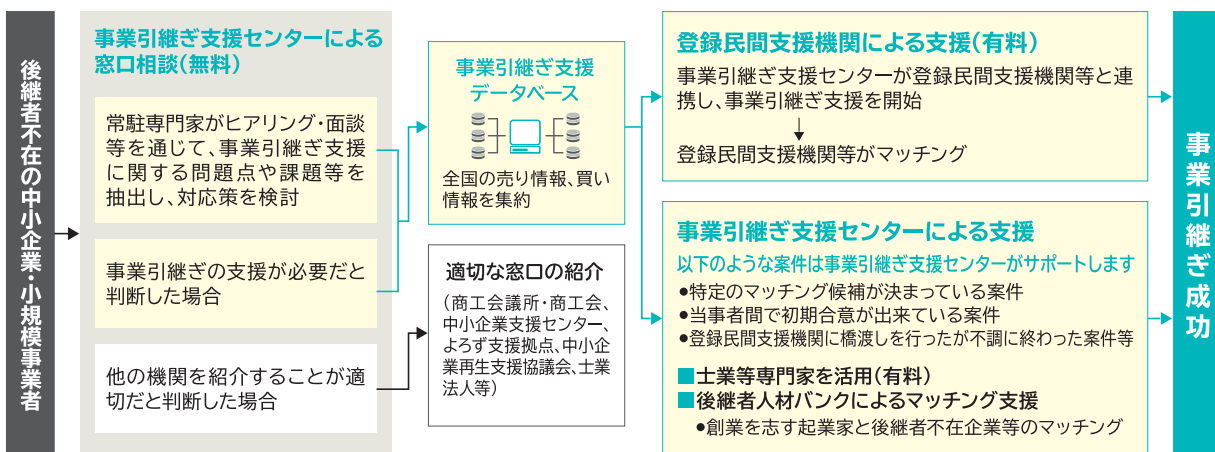 後継者不在の中小企業・小規模事業者
事業引継ぎ支援センターによる
窓口相談(無料)
常駐専門家がヒアリング・面談
等を通じて、事業引継ぎ支援
に関する問題点や課題等を
抽出し、対応策を検討
事業引継ぎの支援が必要だと
判断した場合
他の機関を紹介することが適
切だと判断した場合
事業引継ぎ支援
データベース
全国の売り情報、買い
情報を集約
適切な窓口の紹介
(商工会議所・商工会、
中小企業支援センター、
よろず支援拠点、中小企
業再生支援協議会、士業
法人等)
登録民間支援機関による支援(有料)
事業引継ぎ支援センターが登録民間支援機関等と連
携し、事業引継ぎ支援を開始
登録民間支援機関等がマッチング
事業引継ぎ支援センターによる支援
以下のような案件は事業引継ぎ支援センターがサポートします
●特定のマッチング候補が決まっている案件
●当事者間で初期合意が出来ている案件
●登録民間支援機関に橋渡しを行ったが不調に終わった案件等
■士業等専門家を活用(有料)
■後継者人材バンクによるマッチング支援
●創業を志す起業家と後継者不在企業等のマッチング
事業引継ぎ成功